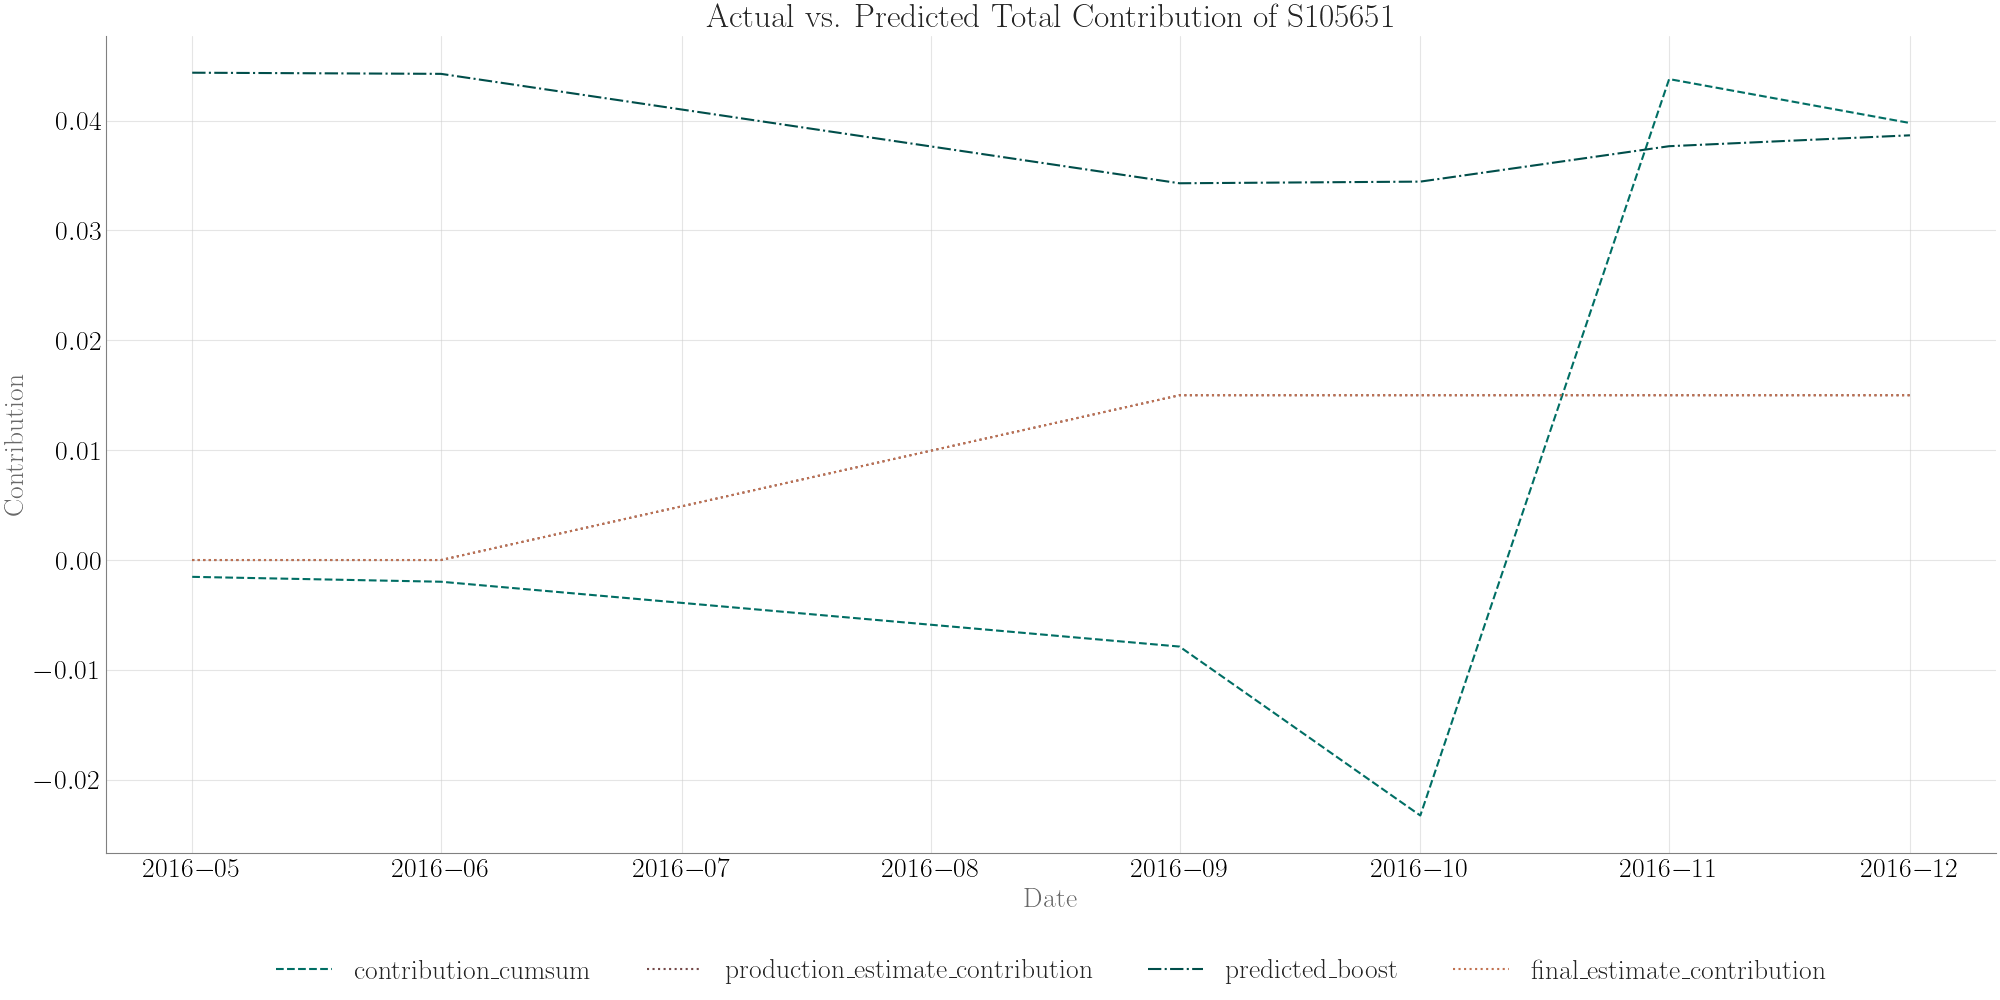 Actual vs. Predicted Total Contribution of S105651
Contribution
0.04
0.03
0.02
0.01
0.00
−0.01
−0.02
2016−05 2016−06 2016−07 2016−08 2016−09 2016−10 2016−11 2016−12
Date
contribution_cumsum production_estimate_contribution predicted_boost final_estimate_contribution